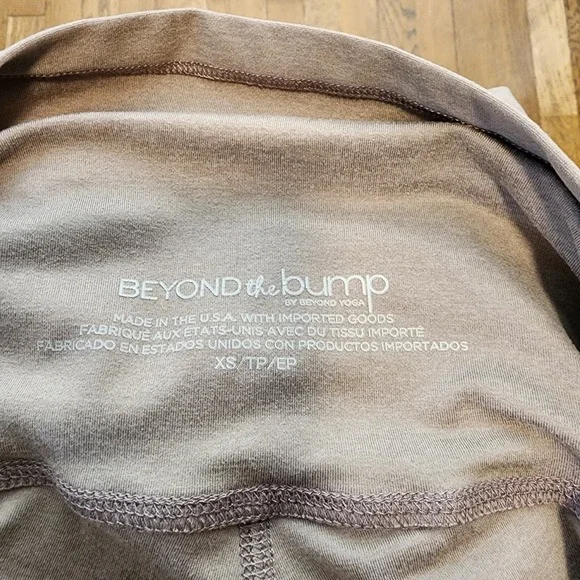 BEYOND the bump
BY BEYOND YOGA
MADE IN THE U.S.A. WITH IMPORTED GOODS
FABRIQUÉ AUX ETATS-UNIS AVEC DU TISSU IMPORTÉ
FABRICADO EN ESTADOS UNIDOS CON PRODUCTOS IMPORTADOS
XS/TP/EP